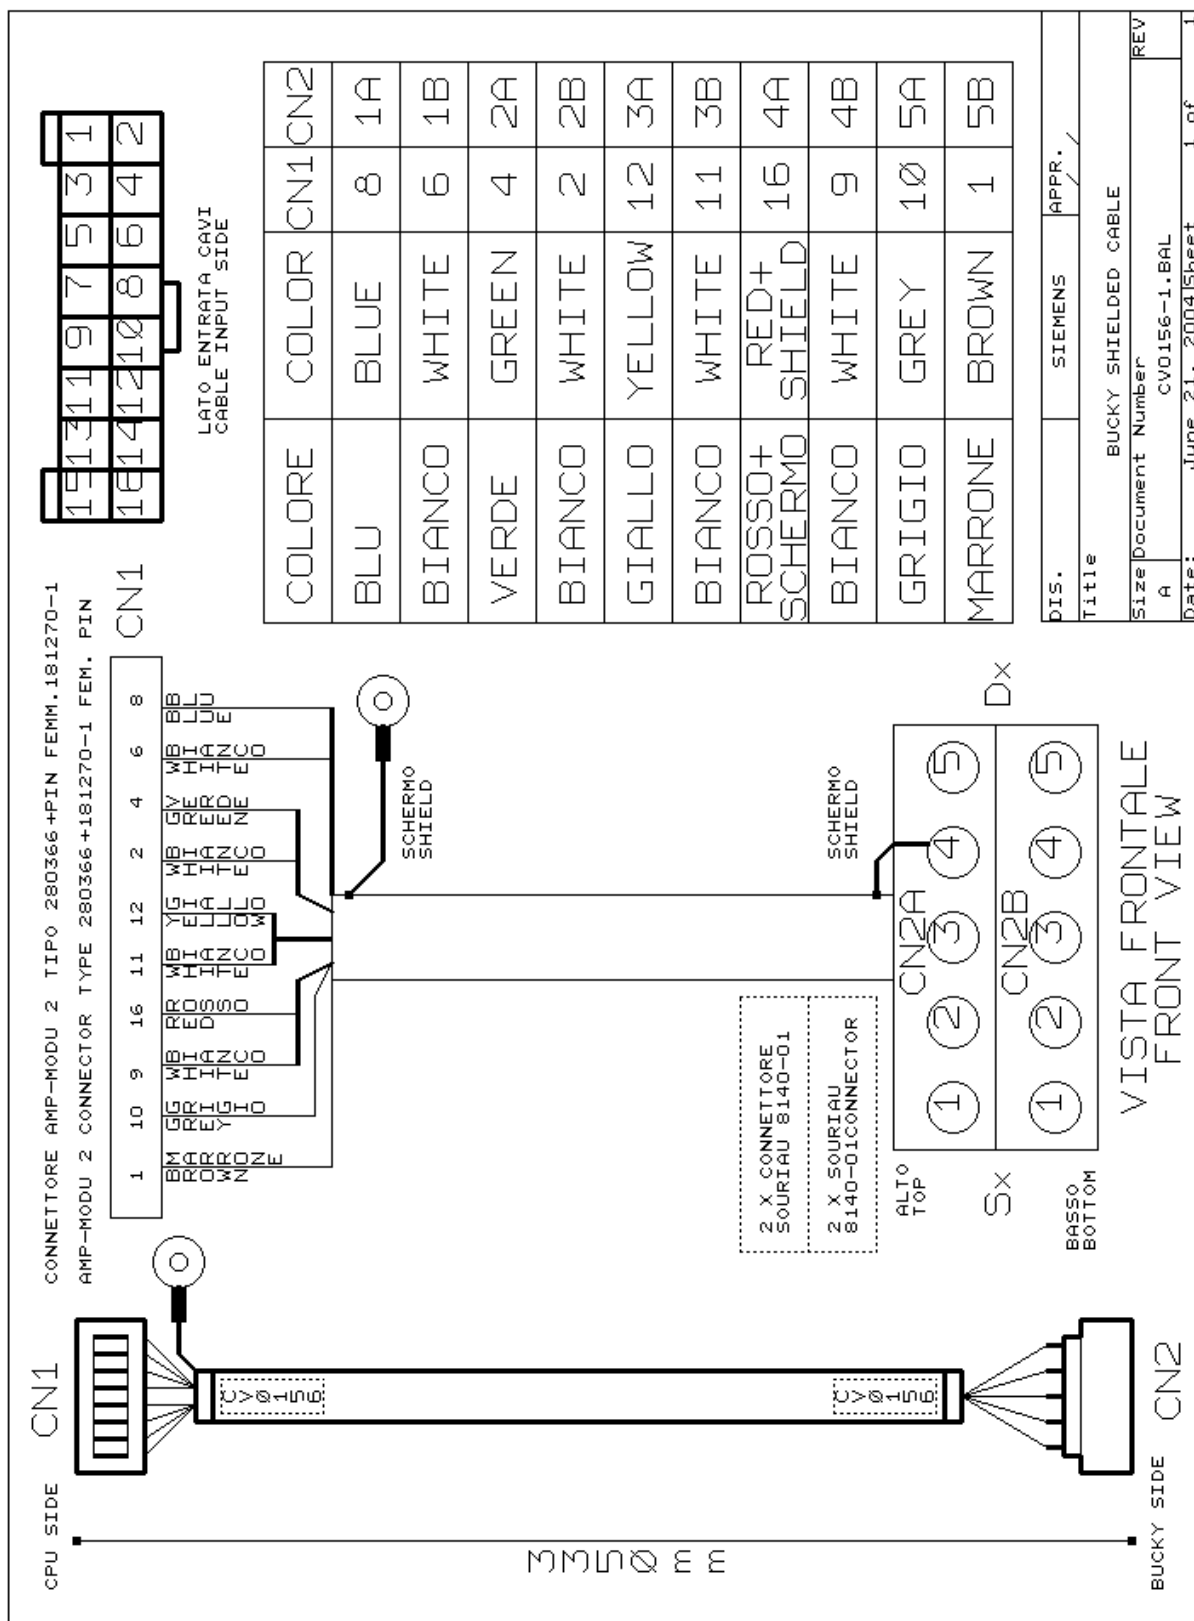 CPU SIDE
CN1
BUCKY SIDE
CN2
3350mm
CV0156
CV0156
CONNETTORE AMP-MODU 2 TIPO 280366+PIN FEMM.181270-1
AMP-MODU 2 CONNECTOR TYPE 280366+181270-1 FEM. PIN
CN1
1 10 9 16 11 12 2 4 6 8
MARRONE
BROWN
GRIGIO
GREY
BIANCO
WHITE
ROSSO
RED
BIANCO
WHITE
GIALLO
YELLOW
BIANCO
WHITE
VERDE
GREEN
BIANCO
WHITE
BLU
BLUE
SCHERMO
SHIELD
SCHERMO
SHIELD
2 X CONNETTORE
SOURIAU 8140-01
2 X SOURIAU
8140-01CONNECTOR
ALTO
TOP
Sx
BASSO
BOTTOM
CN2A
1 2 3 4 5
CN2B
1 2 3 4 5
Dx
VISTA FRONTALE
FRONT VIEW
15 13 11 9 7 5 3 1
16 14 12 10 8 6 4 2
LATO ENTRATA CAVI
CABLE INPUT SIDE
COLORE COLOR CN1 CN2
BLU BLUE 8 1A
BIANCO WHITE 6 1B
VERDE GREEN 4 2A
BIANCO WHITE 2 2B
GIALLO YELLOW 12 3A
BIANCO WHITE 11 3B
ROSSO+ SCHERMO RED+ SHIELD 16 4A
BIANCO WHITE 9 4B
GRIGIO GREY 10 5A
MARRONE BROWN 1 5B
DIS. SIEMENS APPR. / /
Title
BUCKY SHIELDED CABLE
Size Document Number REV
A CV0156-1.BAL
Date: June 21, 2004 Sheet 1 of 1